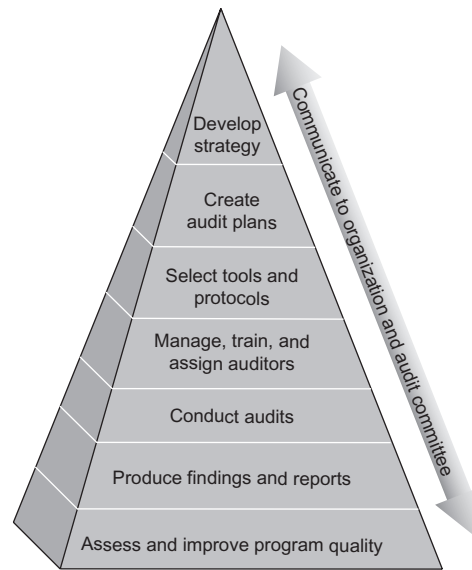 Develop
strategy
Create
audit plans
Select tools and
protocols
Manage, train, and
assign auditors
Conduct audits
Produce findings and reports
Assess and improve program quality
Communicate to organization and audit committee